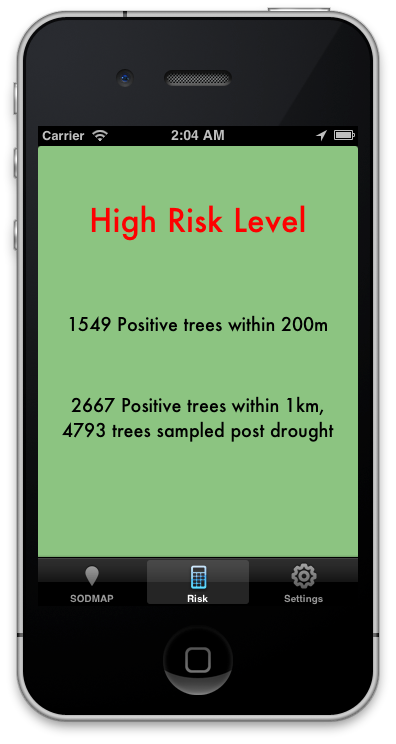 Carrier 2:04 AM
High Risk Level
1549 Positive trees within 200m
2667 Positive trees within 1km,
4793 trees sampled post drought
SODMAP Risk Settings